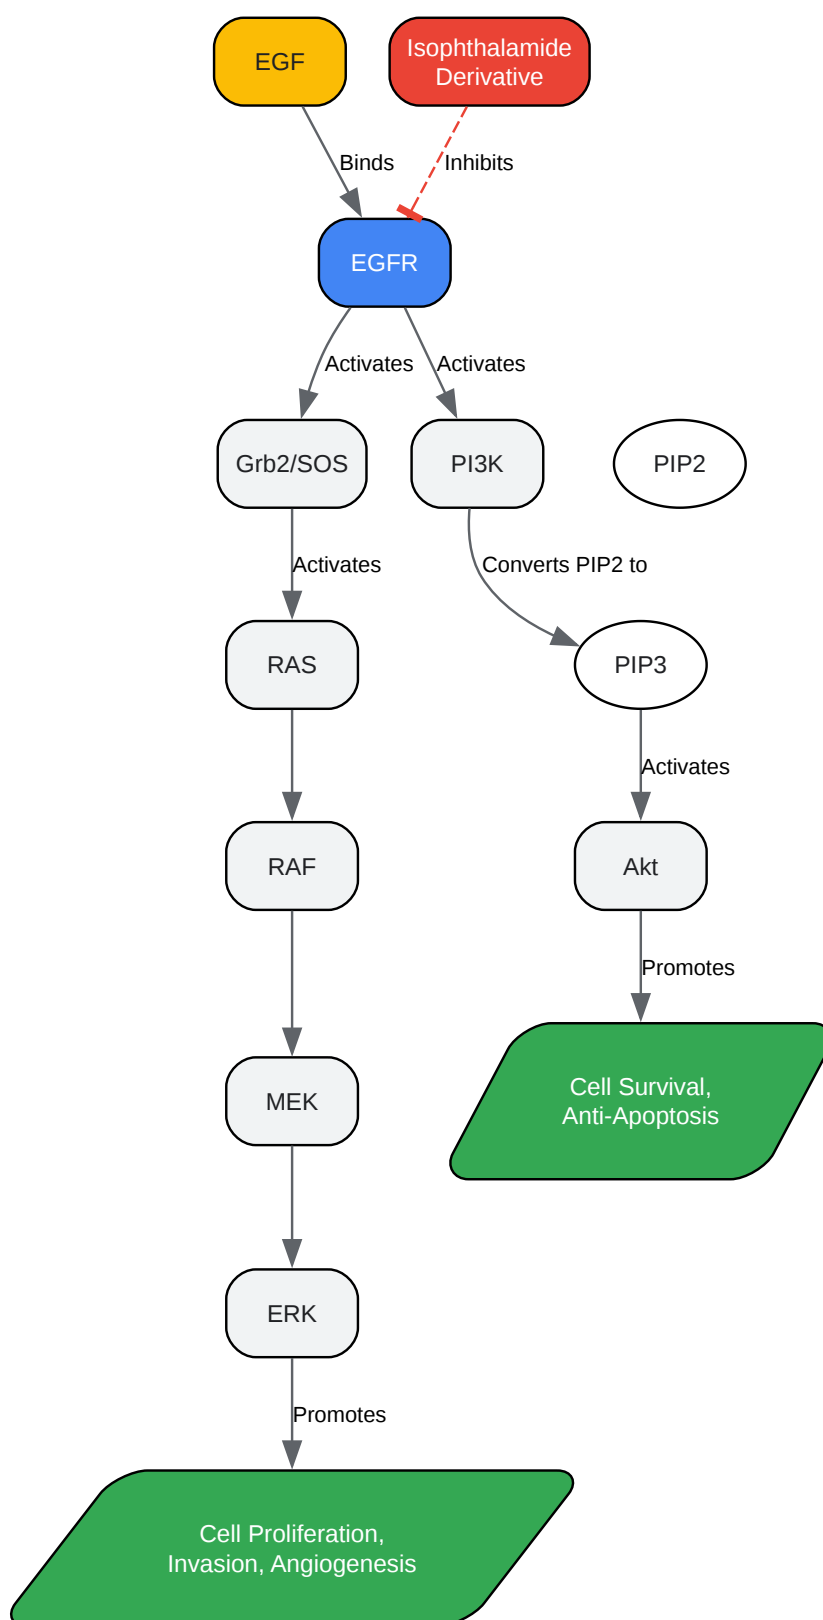 EGF
Isophthalamide
Derivative
Binds
Inhibits
EGFR
Activates
Activates
Grb2/SOS
PI3K
PIP2
Activates
Converts PIP2 to
RAS
PIP3
Activates
RAF
Akt
Promotes
Cell Survival,
Anti-Apoptosis
MEK
ERK
Promotes
Cell Proliferation,
Invasion, Angiogenesis